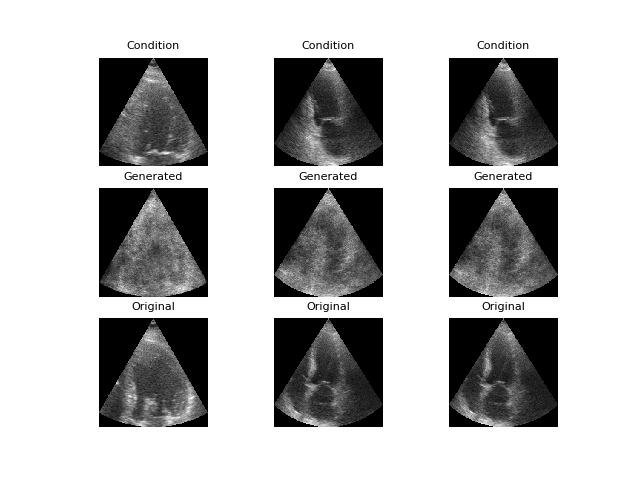 Condition Condition Condition
Generated Generated Generated
Original Original Original